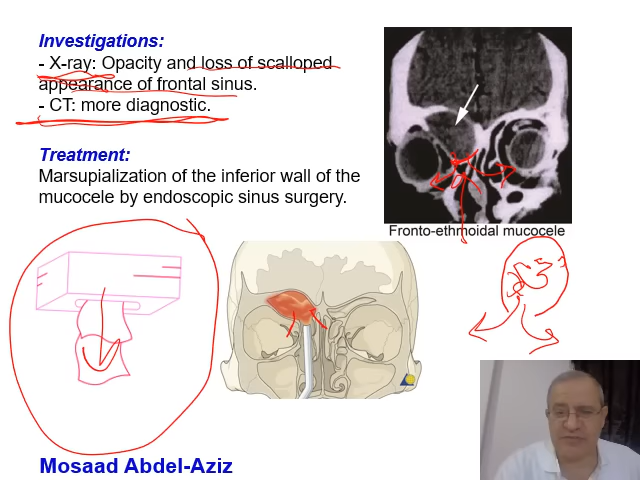 Investigations:
- X-ray: Opacity and loss of scalloped
appearance of frontal sinus.
- CT: more diagnostic.
Treatment:
Marsupialization of the inferior wall of the
mucocele by endoscopic sinus surgery.
Fronto-ethmoidal mucocele
Mosaad Abdel-Aziz